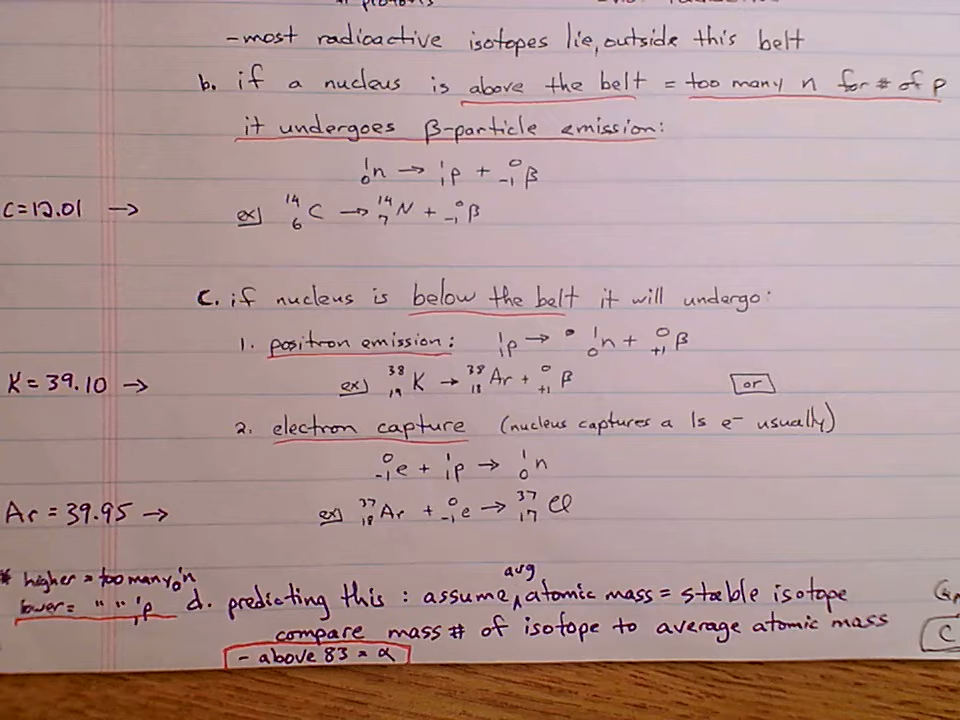 -most radioactive isotopes lie, outside this belt
b. if a nucleus is above the belt = too many n for # of p
it undergoes β-particle emission:
¹₀n → ¹₁p + ⁰₋₁β
C=12.01 → ex) ¹⁴₆C → ¹⁴₇N + ⁰₋₁β
c. if nucleus is below the belt it will undergo:
1. positron emission: ¹₁p → ¹₀n + ⁰₊₁β
K = 39.10 → ex) ³⁸₁₉K → ³⁸₁₈Ar + ⁰₊₁β or
2. electron capture (nucleus captures a 1s e⁻ usually)
⁰₋₁e + ¹₁p → ¹₀n
Ar = 39.95 → ex) ³⁷₁₈Ar + ⁰₋₁e → ³⁷₁₇Cl
* higher = too many ¹₀n
lower = " " ¹₁p
d. predicting this : assume avg atomic mass = stable isotope
compare mass # of isotope to average atomic mass
- above 83 = α
C